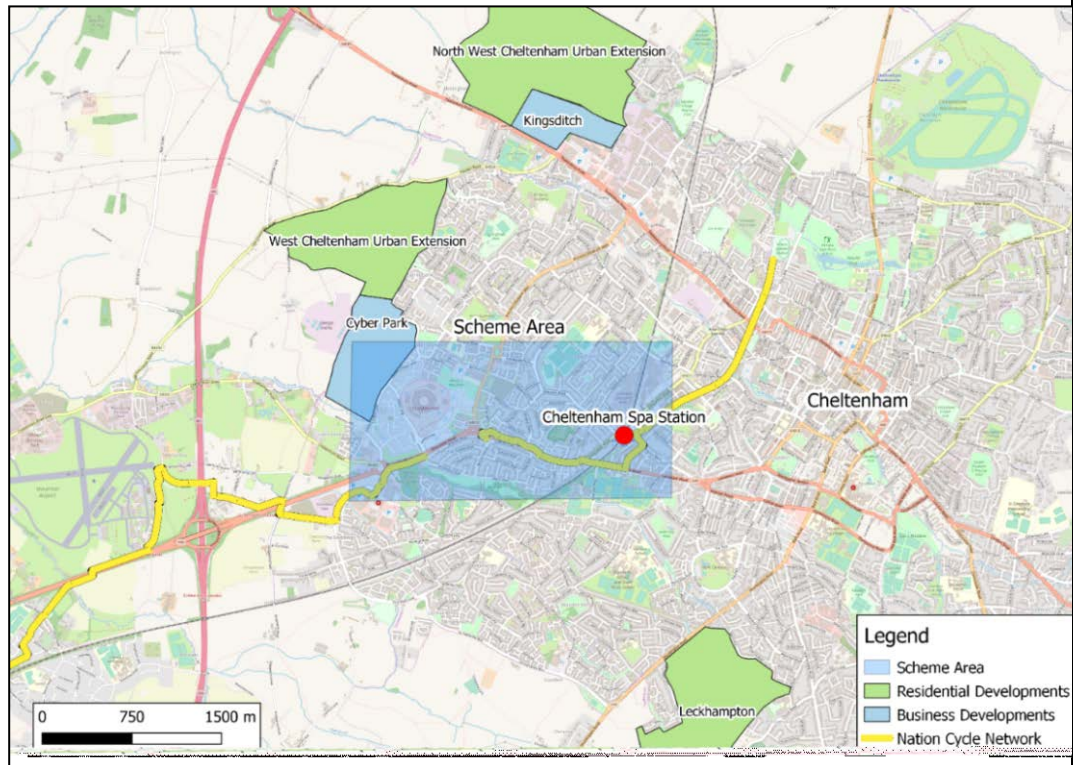 North West Cheltenham Urban Extension
Kingsditch
West Cheltenham Urban Extension
Cyber Park
Scheme Area
Cheltenham Spa Station
Cheltenham
Leckhampton
Legend
Scheme Area
Residential Developments
Business Developments
Nation Cycle Network
0 750 1500 m